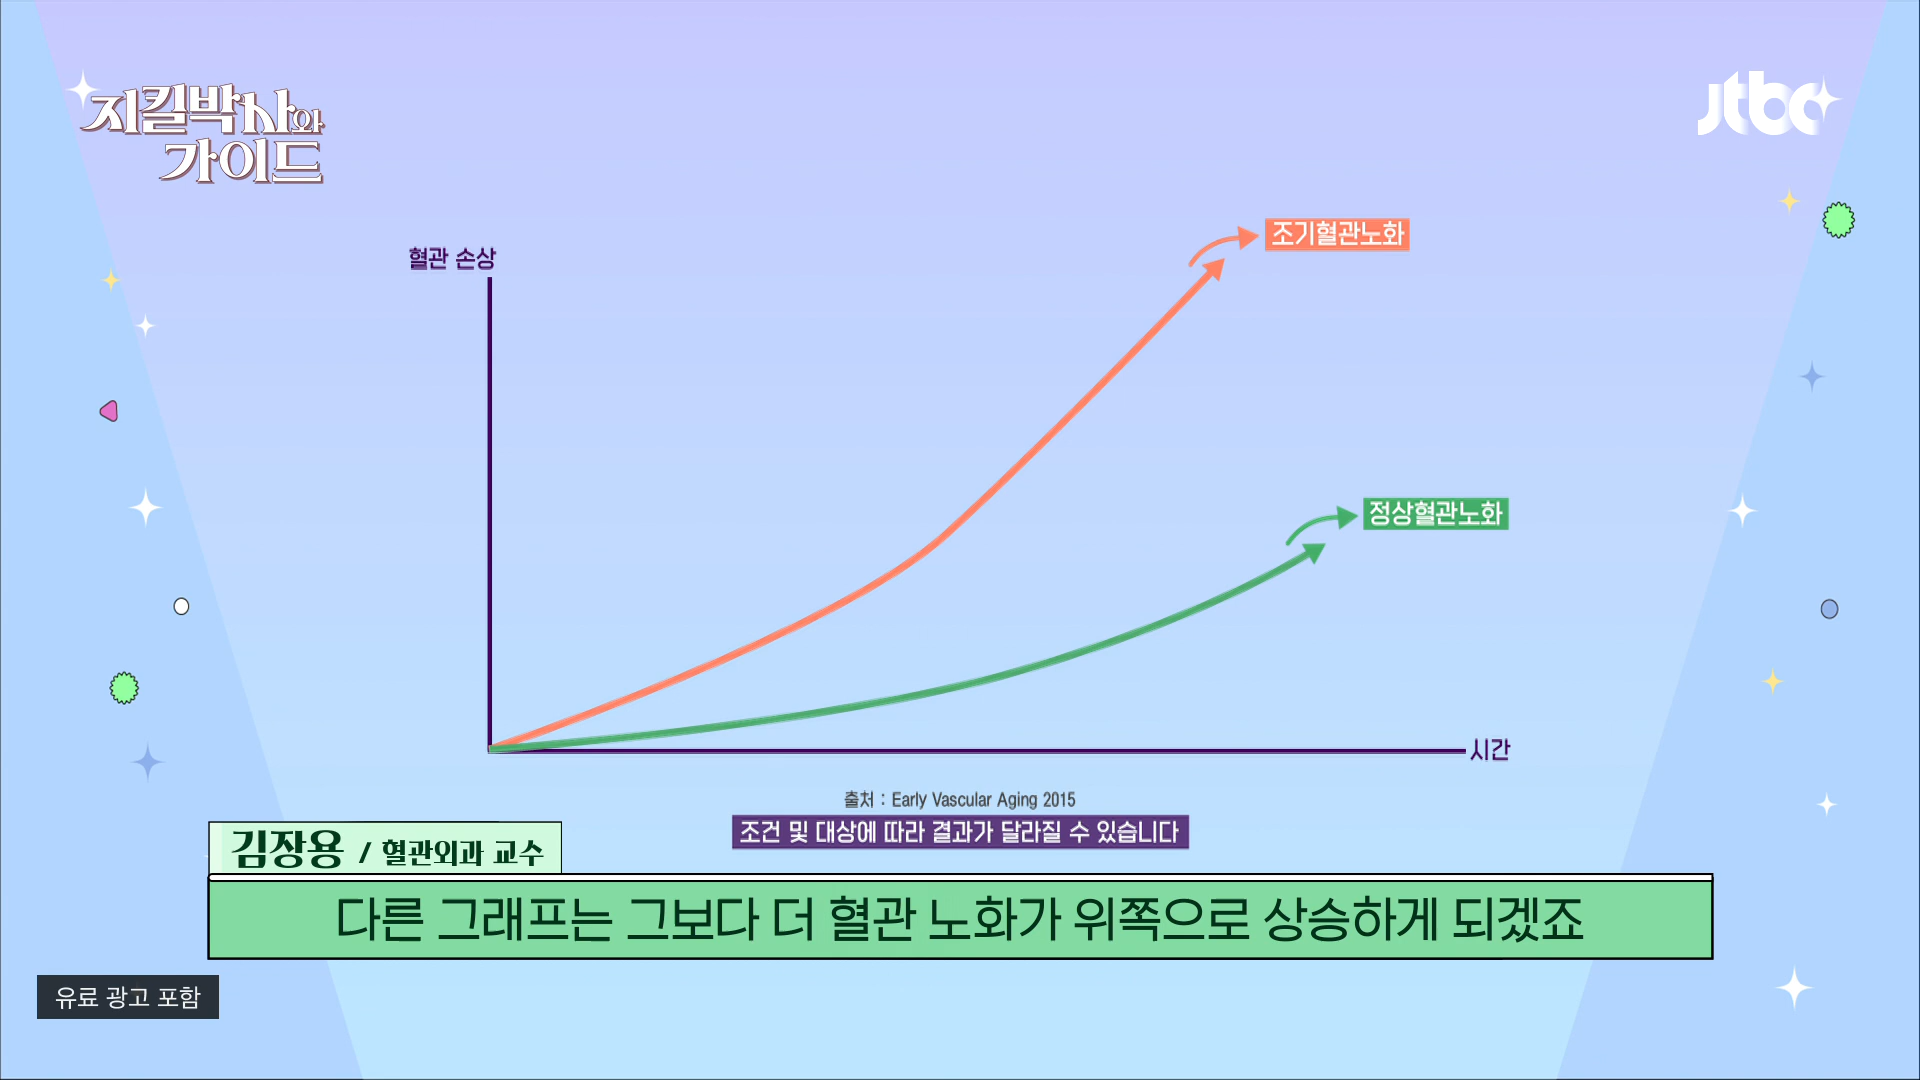 지킬박사와
가이드
jtbc
혈관 손상
조기혈관노화
정상혈관노화
시간
출처 : Early Vascular Aging 2015
조건 및 대상에 따라 결과가 달라질 수 있습니다
김장용 / 혈관외과 교수
다른 그래프는 그보다 더 혈관 노화가 위쪽으로 상승하게 되겠죠
유료 광고 포함